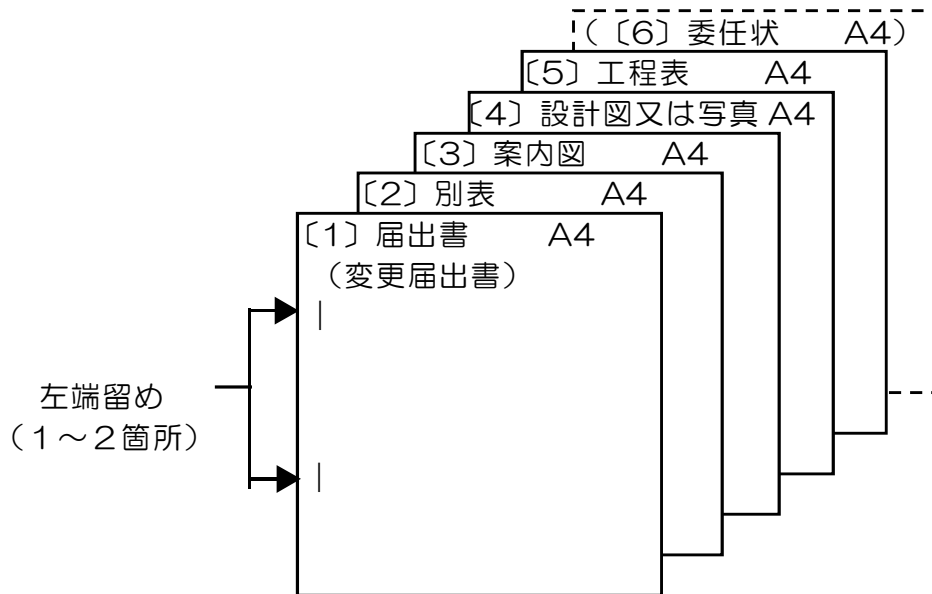 (〔6〕委任状 A4)
〔5〕工程表 A4
〔4〕設計図又は写真 A4
〔3〕案内図 A4
〔2〕別表 A4
〔1〕届出書 A4
（変更届出書）
左端留め
（１～２箇所）